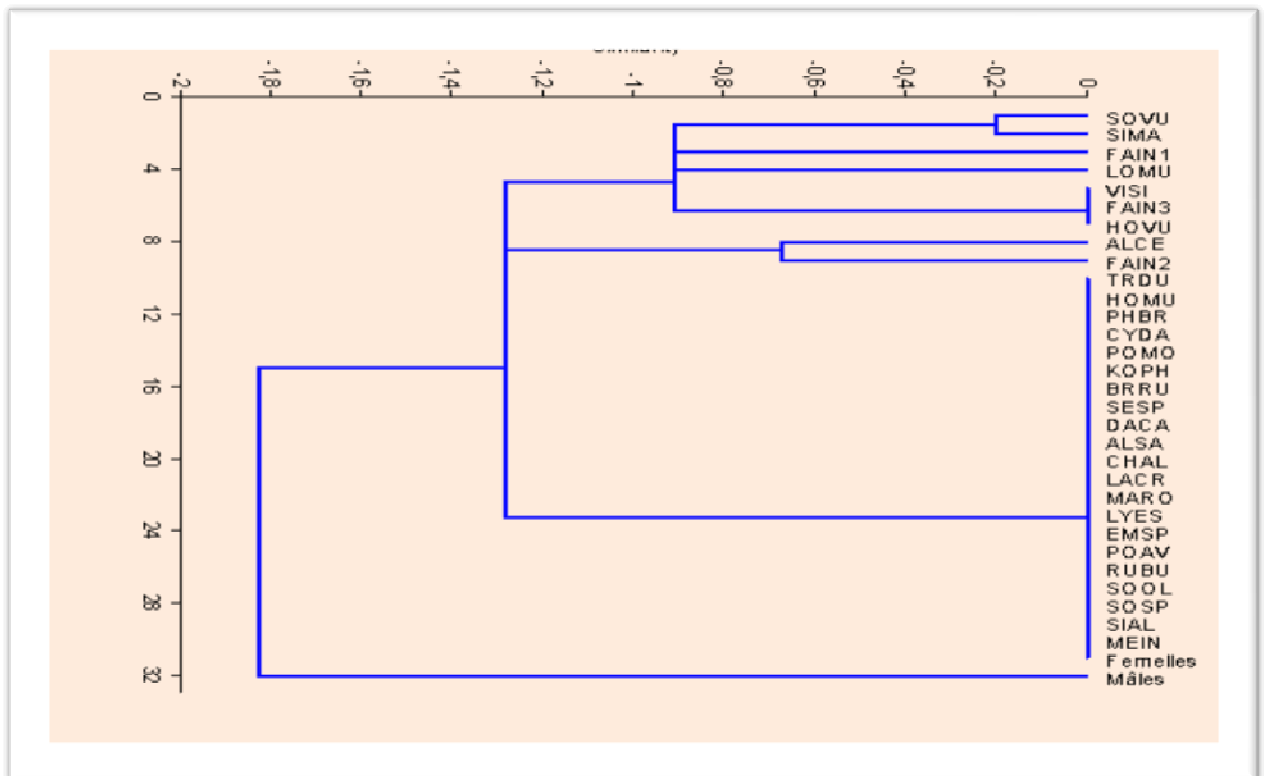 -2 -1,8 -1,6 -1,4 -1,2 -1 -0,8 -0,6 -0,4 -0,2 0
0
4
8
12
16
20
24
28
32
SOVU
SIMA
FAIN1
LOMU
VISI
FAIN3
HOVU
ALCE
FAIN2
TRDU
HOMU
PHBR
CYDA
POMO
KOPH
BRRU
SESP
DACA
ALSA
CHAL
LACR
MARO
LYES
EMSP
POAV
RUBU
SOOL
SOSP
SIAL
MEIN
Femelles
Mâles